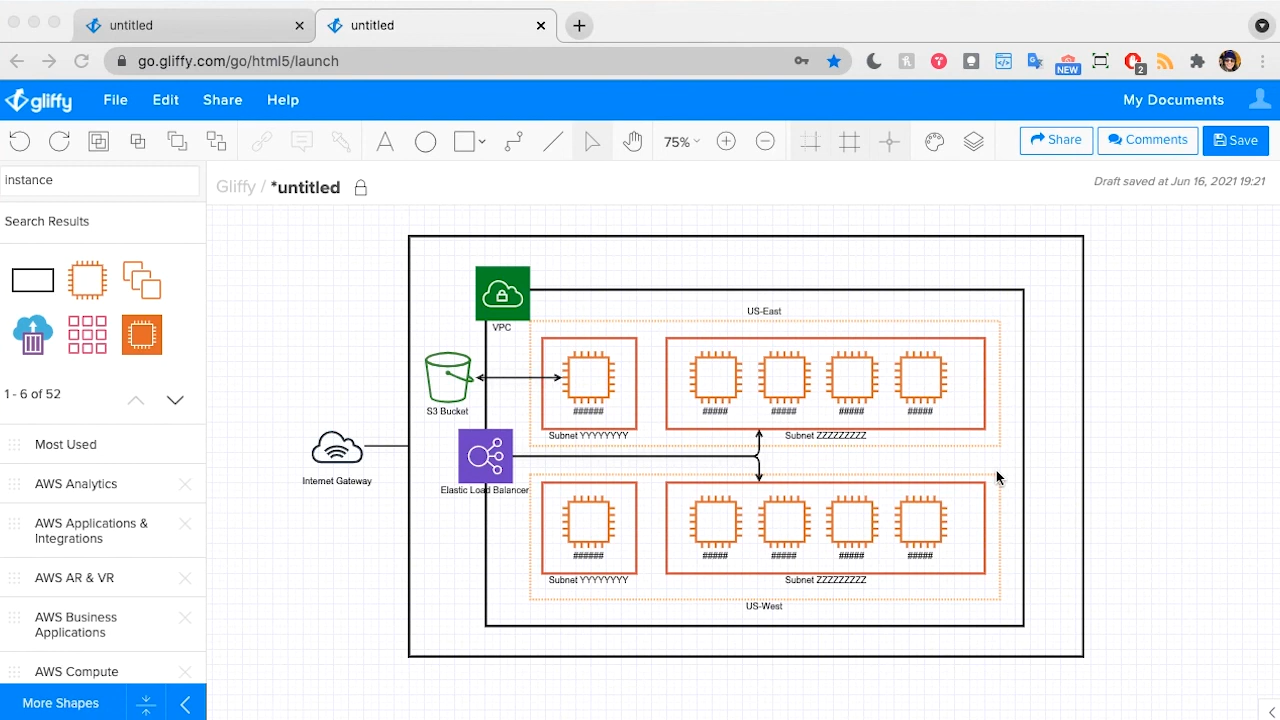 untitled
untitled
go.gliffy.com/go/html5/launch
NEW
2
gliffy
File Edit Share Help
My Documents
75%
Share
Comments
Save
instance
Gliffy / *untitled
Draft saved at Jun 16, 2021 19:21
Search Results
1 - 6 of 52
Most Used
AWS Analytics
AWS Applications &
Integrations
AWS AR & VR
AWS Business
Applications
AWS Compute
More Shapes
VPC
US-East
S3 Bucket
######
#####
#####
#####
#####
Subnet YYYYYYYY
Subnet ZZZZZZZZZ
Internet Gateway
Elastic Load Balancer
######
#####
#####
#####
#####
Subnet YYYYYYYY
Subnet ZZZZZZZZZ
US-West